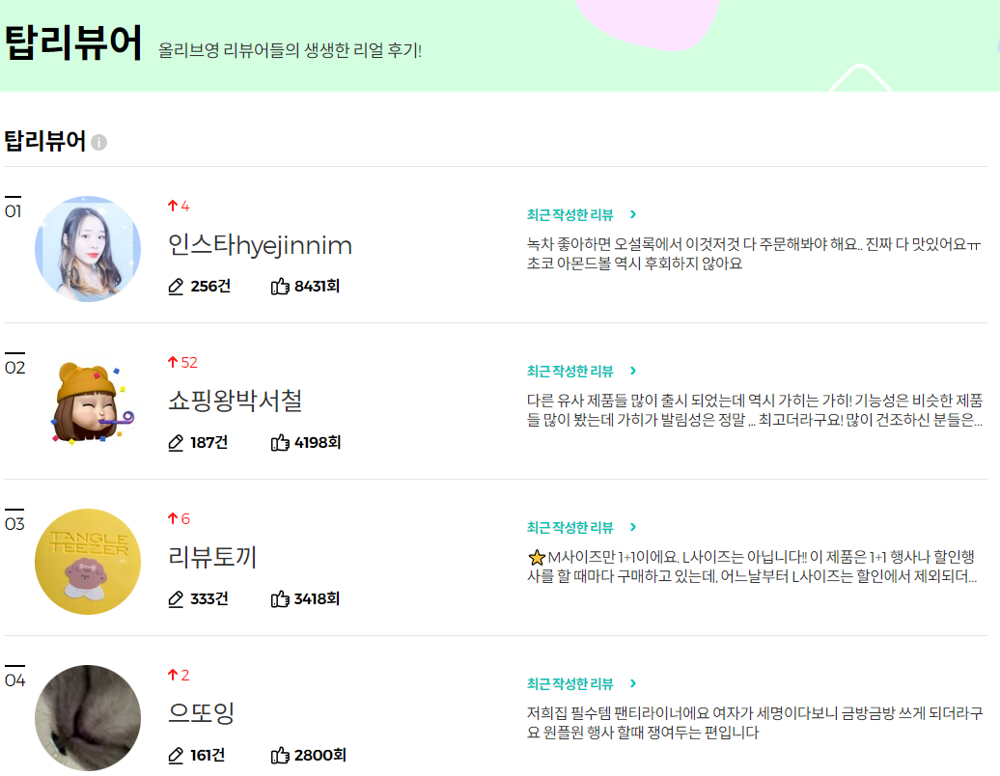 탑리뷰어 올리브영 리뷰어들의 생생한 리얼 후기!
탑리뷰어
01
4
인스타hyejinnim
256건 8431회
최근 작성한 리뷰
녹차 좋아하면 오설록에서 이것저것 다 주문해봐야 해요.. 진짜 다 맛있어요ㅠ
초코 아몬드볼 역시 후회하지 않아요
02
52
쇼핑왕박서철
187건 4198회
최근 작성한 리뷰
다른 유사 제품들 많이 출시 되었는데 역시 가히는 가히! 기능성은 비슷한 제품
들 많이 봤는데 가히가 발림성은 정말 ... 최고더라구요! 많이 건조하신 분들은...
03
TANGLE
TEEZER
6
리뷰토끼
333건 3418회
최근 작성한 리뷰
⭐M사이즈만 1+1이에요. L사이즈는 아닙니다!! 이 제품은 1+1 행사나 할인행
사를 할 때마다 구매하고 있는데, 어느날부터 L사이즈는 할인에서 제외되더...
04
2
으또잉
161건 2800회
최근 작성한 리뷰
저희집 필수템 팬티라이너에요 여자가 세명이다보니 금방금방 쓰게 되더라구
요 원플원 행사 할때 쟁여두는 편입니다